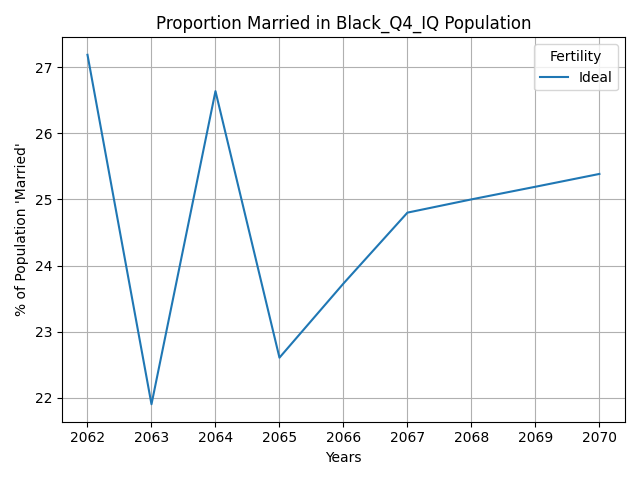 Proportion Married in Black_Q4_IQ Population
Fertility
Ideal
% of Population 'Married'
27
26
25
24
23
22
2062 2063 2064 2065 2066 2067 2068 2069 2070
Years